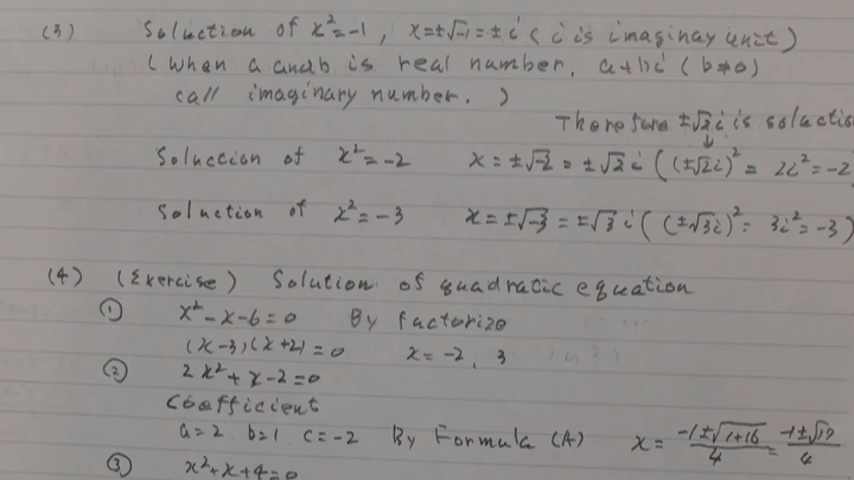 (3) Soluction of x²=-1, x=±√-1=±i (i is imaginay unit)
(When a anab is real number, a+bi (b≠0)
call imaginary number.)
Therefore ±√2i is solactio
↓
Soluction of x²=-2 x=±√-2=±√2i ((±√2i)²=2i²=-2
Soluction of x²=-3 x=±√-3=±√3i ((±√3i)²=3i²=-3)
(4) (Exercise) Solution of quadratic equation
① x²-x-6=0 By factorize
(x-3)(x+2)=0 x=-2, 3
② 2x²+x-2=0
Coefficient
a=2 b=1 c=-2 By Formula (A) x=(-1±√1+16)/4=(-1±√17)/4
③ x²+x+4=0